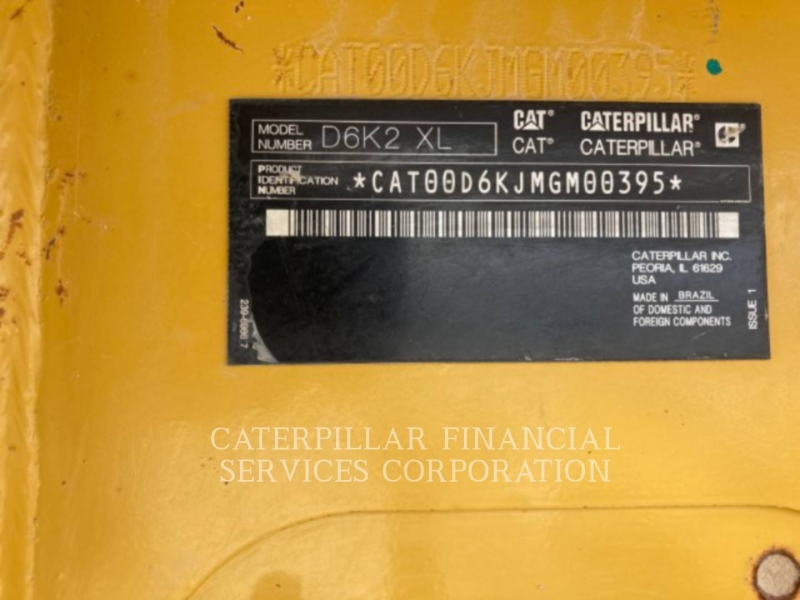 *CAT00D6KJMGM00395*
MODEL NUMBER D6K2 XL
CAT® CATERPILLAR®
CAT® CATERPILLAR®
PRODUCT IDENTIFICATION NUMBER *CAT00D6KJMGM00395*
CATERPILLAR INC.
PEORIA, IL 61629
USA
MADE IN BRAZIL
OF DOMESTIC AND
FOREIGN COMPONENTS
ISSUE 1
CATERPILLAR FINANCIAL
SERVICES CORPORATION